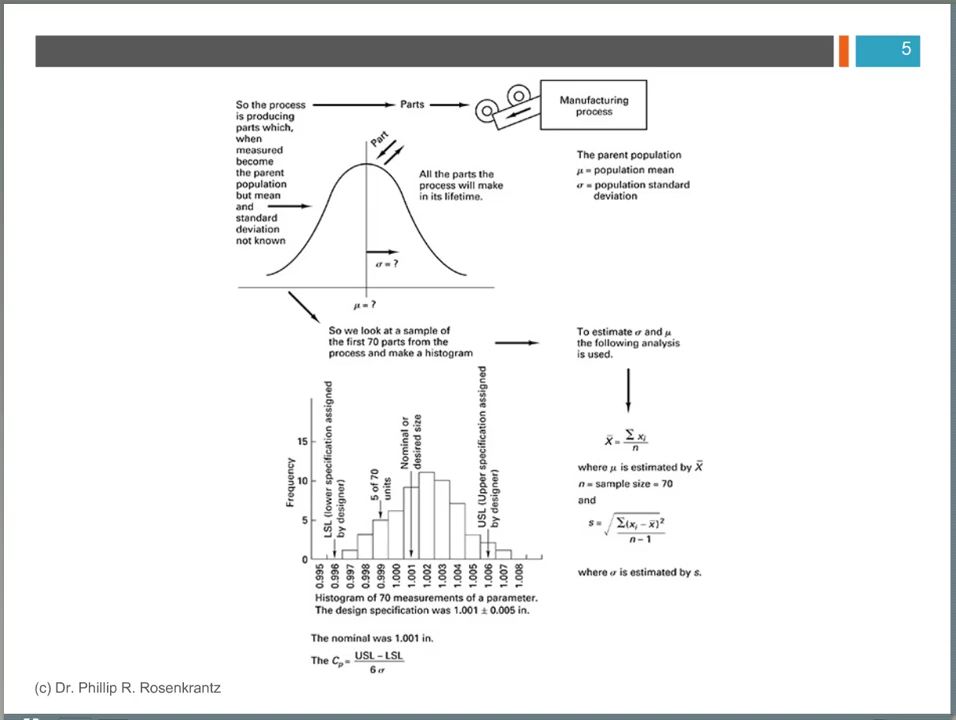 5
So the process
is producing
parts which,
when
measured
become
the parent
population
but mean
and
standard
deviation
not known
Parts
Manufacturing
process
Part
All the parts the
process will make
in its lifetime.
The parent population
μ = population mean
σ = population standard
deviation
σ = ?
μ = ?
So we look at a sample of
the first 70 parts from the
process and make a histogram
To estimate σ and μ
the following analysis
is used.
Frequency
15
10
5
0
LSL (lower specification assigned
by designer)
5 of 70
units
Nominal or
desired size
USL (Upper specification assigned
by designer)
0.995
0.996
0.997
0.998
0.999
1.000
1.001
1.002
1.003
1.004
1.005
1.006
1.007
1.008
Histogram of 70 measurements of a parameter.
The design specification was 1.001 ± 0.005 in.
The nominal was 1.001 in.
The Cp = USL – LSL / 6 σ
X̄ = Σ xi / n
where μ is estimated by X̄
n = sample size = 70
and
s = √ Σ(xi – x̄)² / n – 1
where σ is estimated by s.
(c) Dr. Phillip R. Rosenkrantz